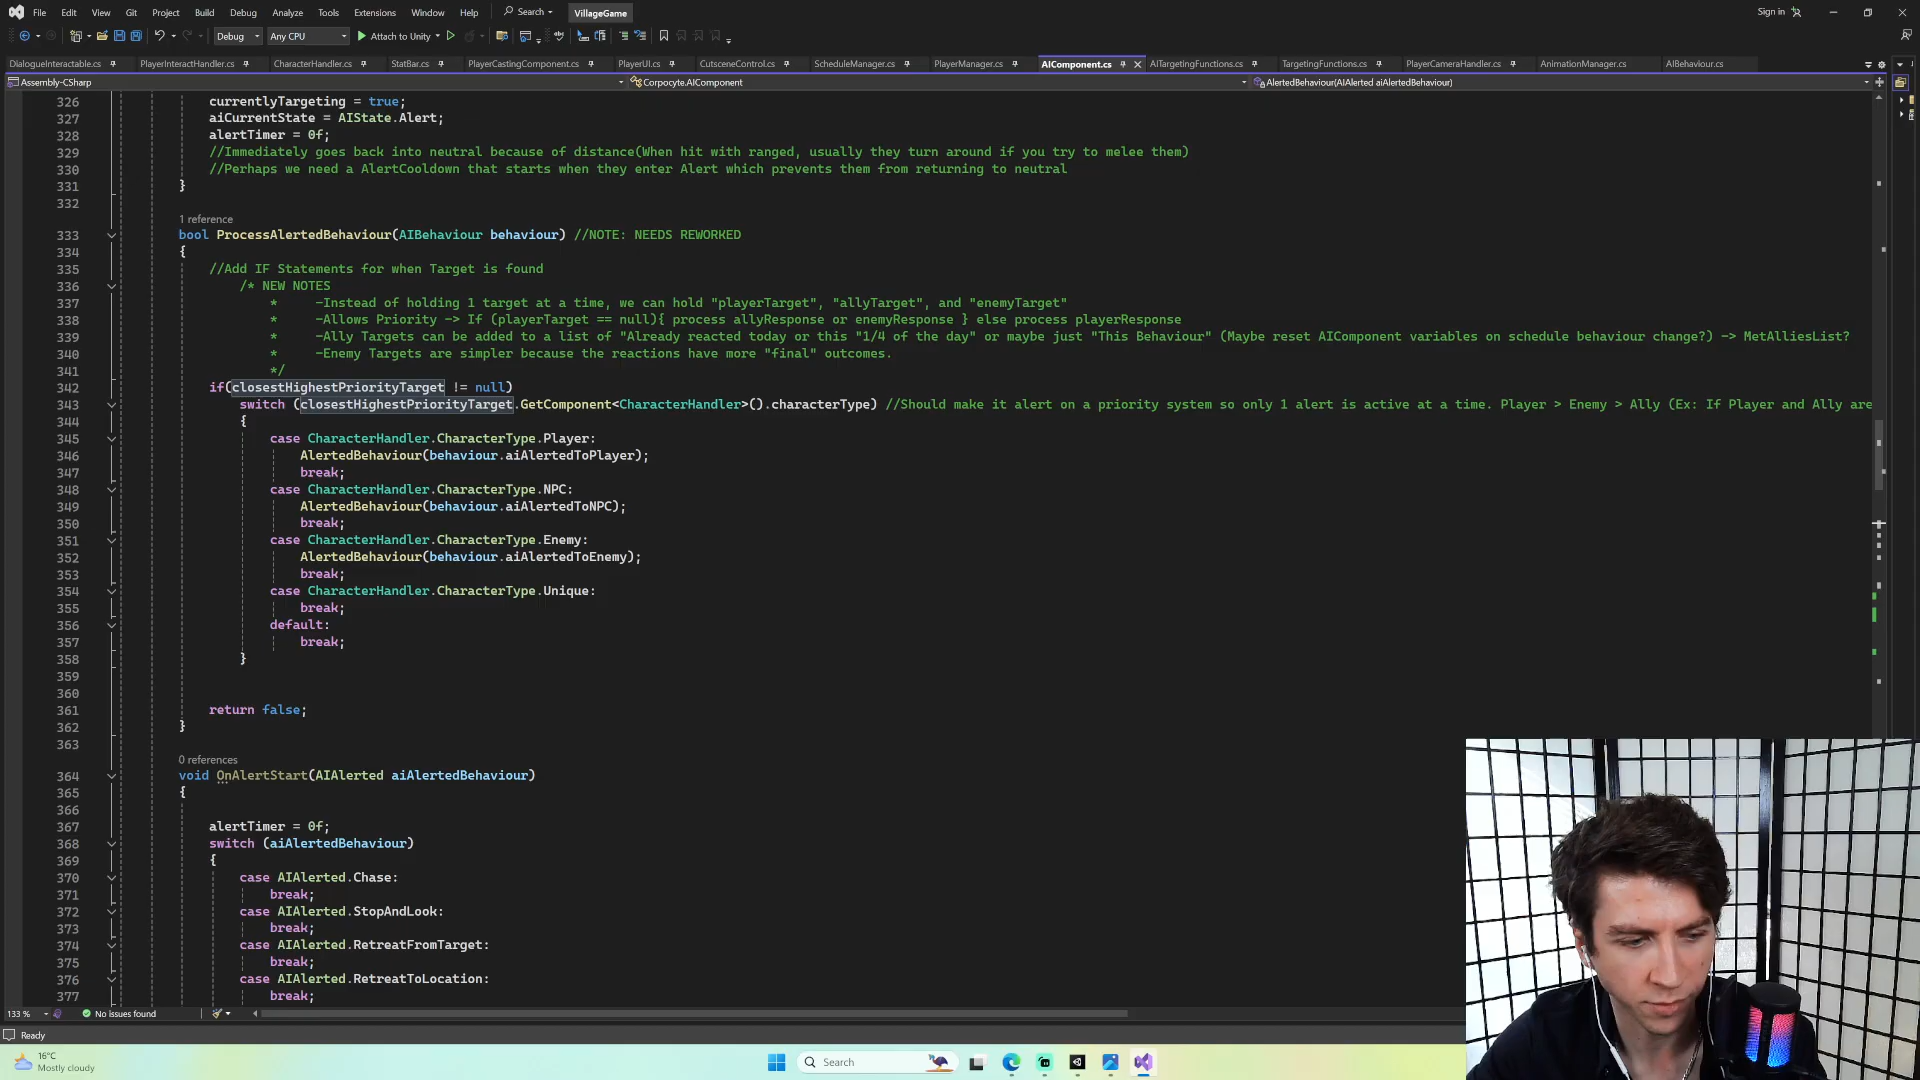 File Edit View Git Project Build Debug Analyze Tools Extensions Window Help Search VillageGame Sign in
Debug Any CPU Attach to Unity
DialogueInteractable.cs PlayerInteractHandler.cs CharacterHandler.cs StatBar.cs PlayerCastingComponent.cs PlayerUI.cs CutsceneControl.cs ScheduleManager.cs PlayerManager.cs AIComponent.cs AITargetingFunctions.cs TargetingFunctions.cs PlayerCameraHandler.cs AnimationManager.cs AIBehaviour.cs
Assembly-CSharp Corpocyte.AIComponent AlertedBehaviour(AIAlerted aiAlertedBehaviour)
326 currentlyTargeting = true;
327 aiCurrentState = AIState.Alert;
328 alertTimer = 0f;
329 //Immediately goes back into neutral because of distance(When hit with ranged, usually they turn around if you try to melee them)
330 //Perhaps we need a AlertCooldown that starts when they enter Alert which prevents them from returning to neutral
331 }
332
1 reference
333 bool ProcessAlertedBehaviour(AIBehaviour behaviour) //NOTE: NEEDS REWORKED
334 {
335 //Add IF Statements for when Target is found
336 /* NEW NOTES
337 * -Instead of holding 1 target at a time, we can hold "playerTarget", "allyTarget", and "enemyTarget"
338 * -Allows Priority -> If (playerTarget == null){ process allyResponse or enemyResponse } else process playerResponse
339 * -Ally Targets can be added to a list of "Already reacted today or this "1/4 of the day" or maybe just "This Behaviour" (Maybe reset AIComponent variables on schedule behaviour change?) -> MetAlliesList?
340 * -Enemy Targets are simpler because the reactions have more "final" outcomes.
341 */
342 if(closestHighestPriorityTarget != null)
343 switch (closestHighestPriorityTarget.GetComponent<CharacterHandler>().characterType) //Should make it alert on a priority system so only 1 alert is active at a time. Player > Enemy > Ally (Ex: If Player and Ally are
344 {
345 case CharacterHandler.CharacterType.Player:
346 AlertedBehaviour(behaviour.aiAlertedToPlayer);
347 break;
348 case CharacterHandler.CharacterType.NPC:
349 AlertedBehaviour(behaviour.aiAlertedToNPC);
350 break;
351 case CharacterHandler.CharacterType.Enemy:
352 AlertedBehaviour(behaviour.aiAlertedToEnemy);
353 break;
354 case CharacterHandler.CharacterType.Unique:
355 break;
356 default:
357 break;
358 }
359
360
361 return false;
362 }
363
0 references
364 void OnAlertStart(AIAlerted aiAlertedBehaviour)
365 {
366
367 alertTimer = 0f;
368 switch (aiAlertedBehaviour)
369 {
370 case AIAlerted.Chase:
371 break;
372 case AIAlerted.StopAndLook:
373 break;
374 case AIAlerted.RetreatFromTarget:
375 break;
376 case AIAlerted.RetreatToLocation:
377 break;
133 % No issues found
Ready
16°C
Mostly cloudy
Search